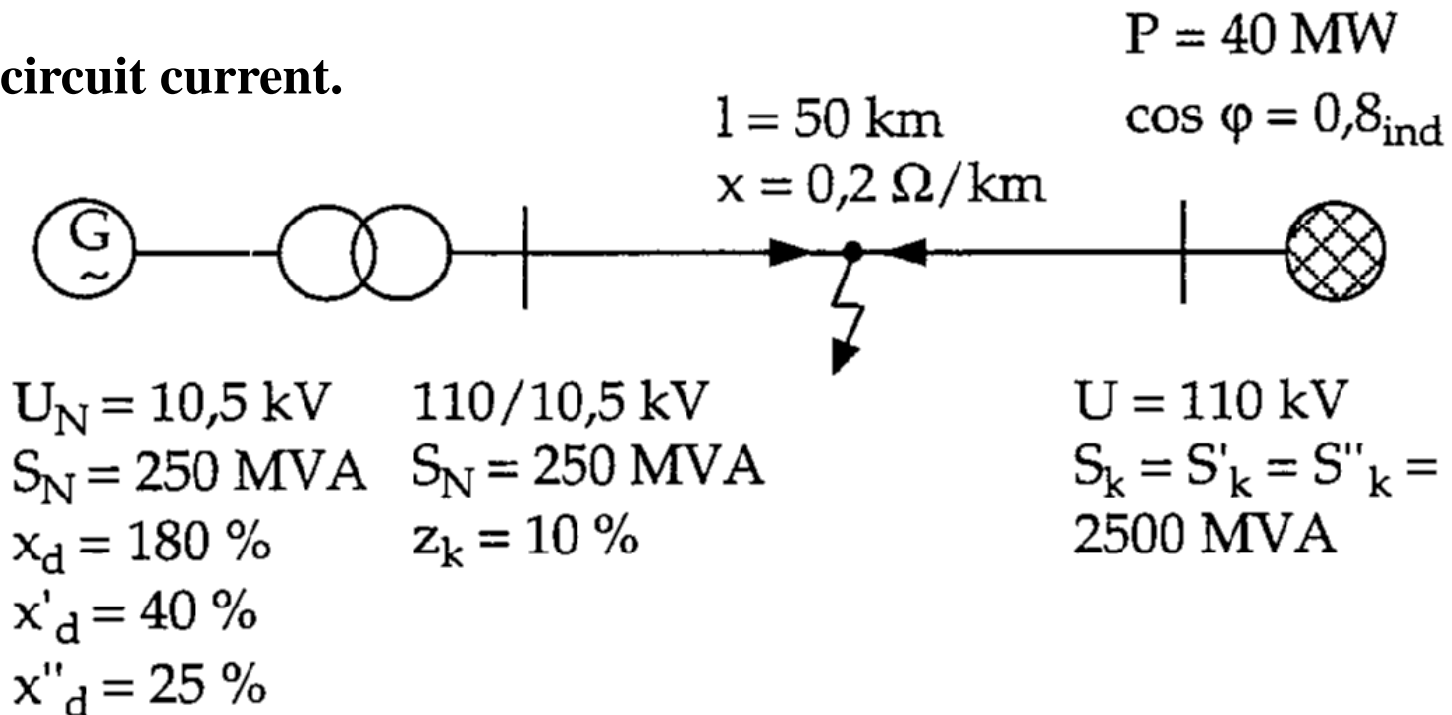 circuit current.
P = 40 MW
cos φ = 0,8ind
l = 50 km
x = 0,2 Ω/km
G
~
U_N = 10,5 kV
S_N = 250 MVA
x_d = 180 %
x'_d = 40 %
x''_d = 25 %
110/10,5 kV
S_N = 250 MVA
z_k = 10 %
U = 110 kV
S_k = S'_k = S''_k =
2500 MVA